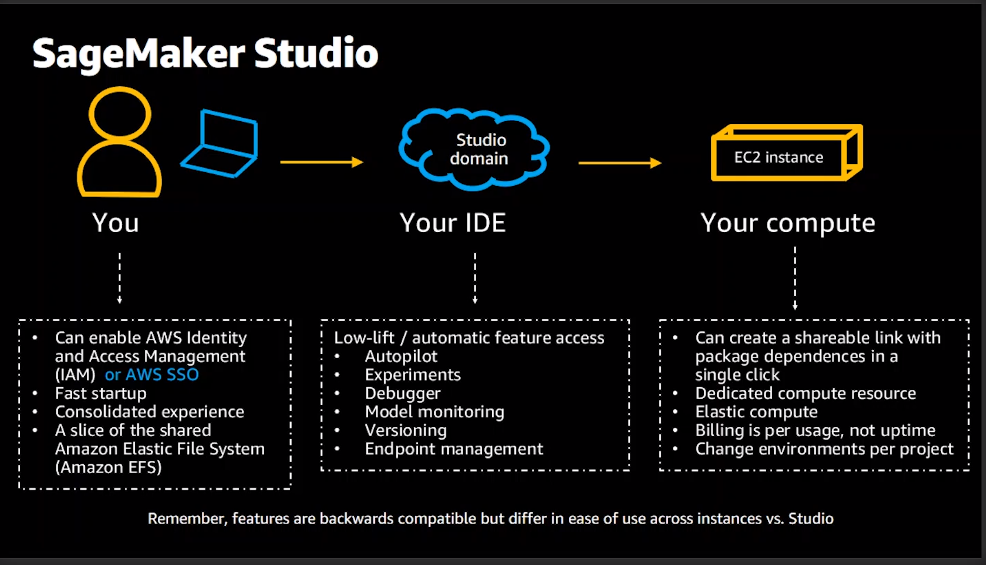 SageMaker Studio
Studio
domain
EC2 instance
You
Your IDE
Your compute
• Can enable AWS Identity
and Access Management
(IAM) or AWS SSO
• Fast startup
• Consolidated experience
• A slice of the shared
Amazon Elastic File System
(Amazon EFS)
Low-lift / automatic feature access
• Autopilot
• Experiments
• Debugger
• Model monitoring
• Versioning
• Endpoint management
• Can create a shareable link with
package dependences in a
single click
• Dedicated compute resource
• Elastic compute
• Billing is per usage, not uptime
• Change environments per project
Remember, features are backwards compatible but differ in ease of use across instances vs. Studio